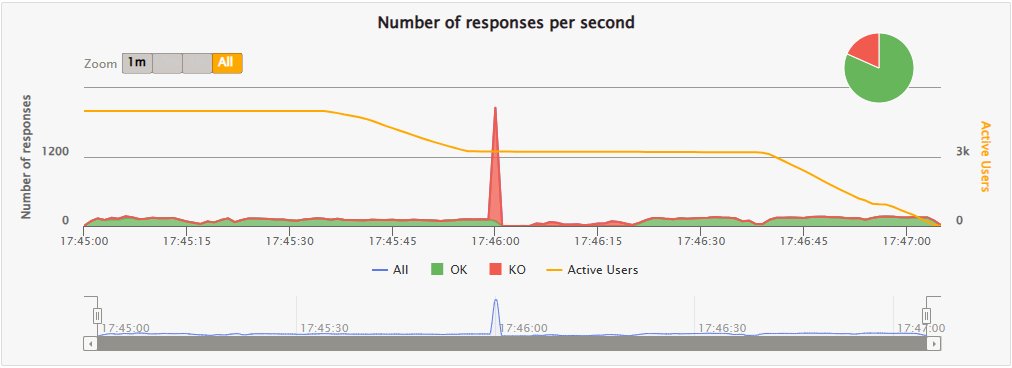 Number of responses per second
Zoom 1m All
Number of responses
1200
0
3k
0
Active Users
17:45:00 17:45:15 17:45:30 17:45:45 17:46:00 17:46:15 17:46:30 17:46:45 17:47:00
All OK KO Active Users
17:45:00 17:45:30 17:46:00 17:46:30 17:47:00